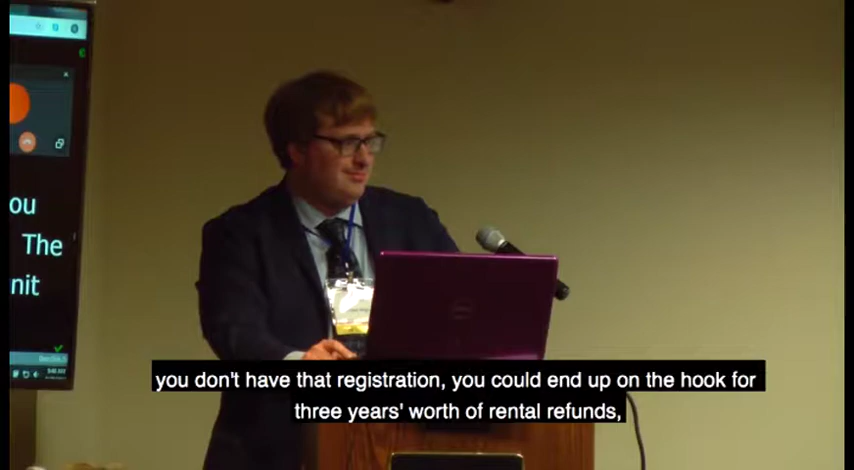 ou
The
nit
you don't have that registration, you could end up on the hook for
three years' worth of rental refunds,